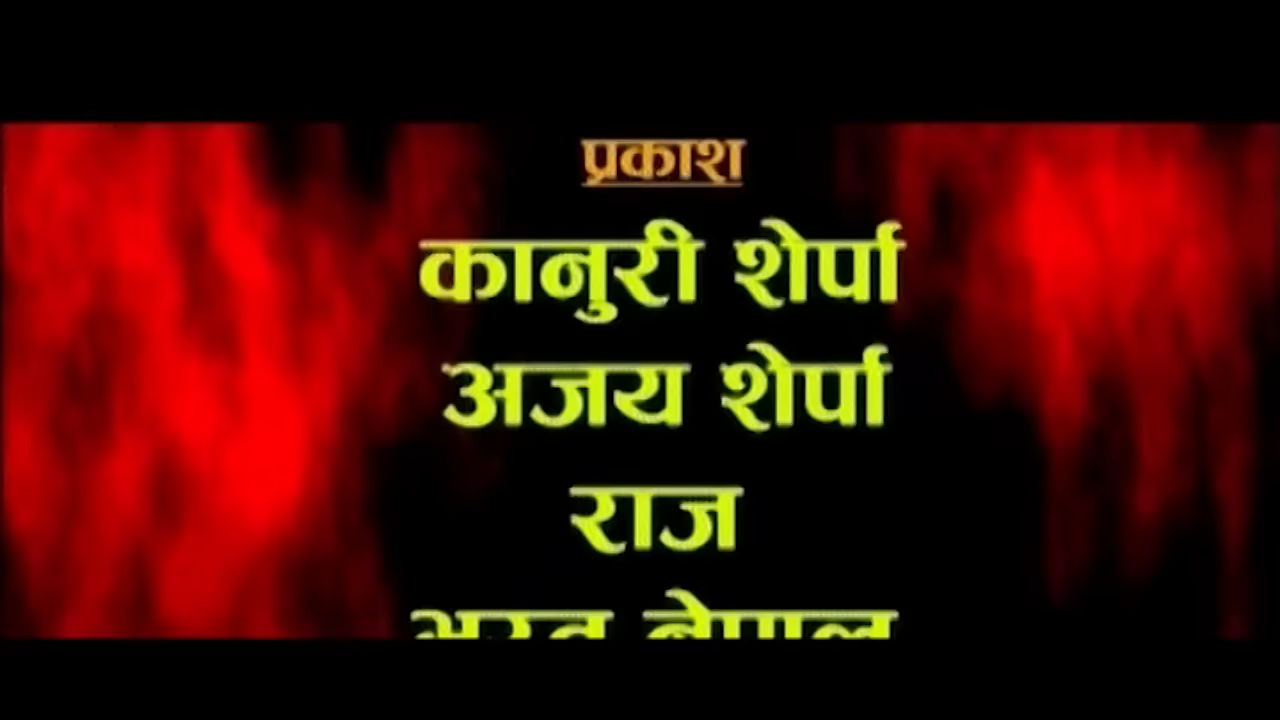 प्रकाश
कानुरी शेर्पा
अजय शेर्पा
राज